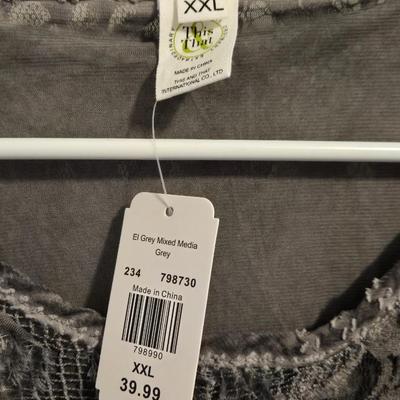 XXL
This
That
MADE IN CHINA
THIS AND THAT
INTERNATIONAL CO., LTD
El Grey Mixed Media
Grey
234 798730
Made in China
798990
XXL
39.99